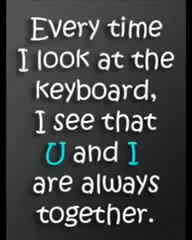 Every time
I look at the
keyboard,
I see that
U and I
are always
together.